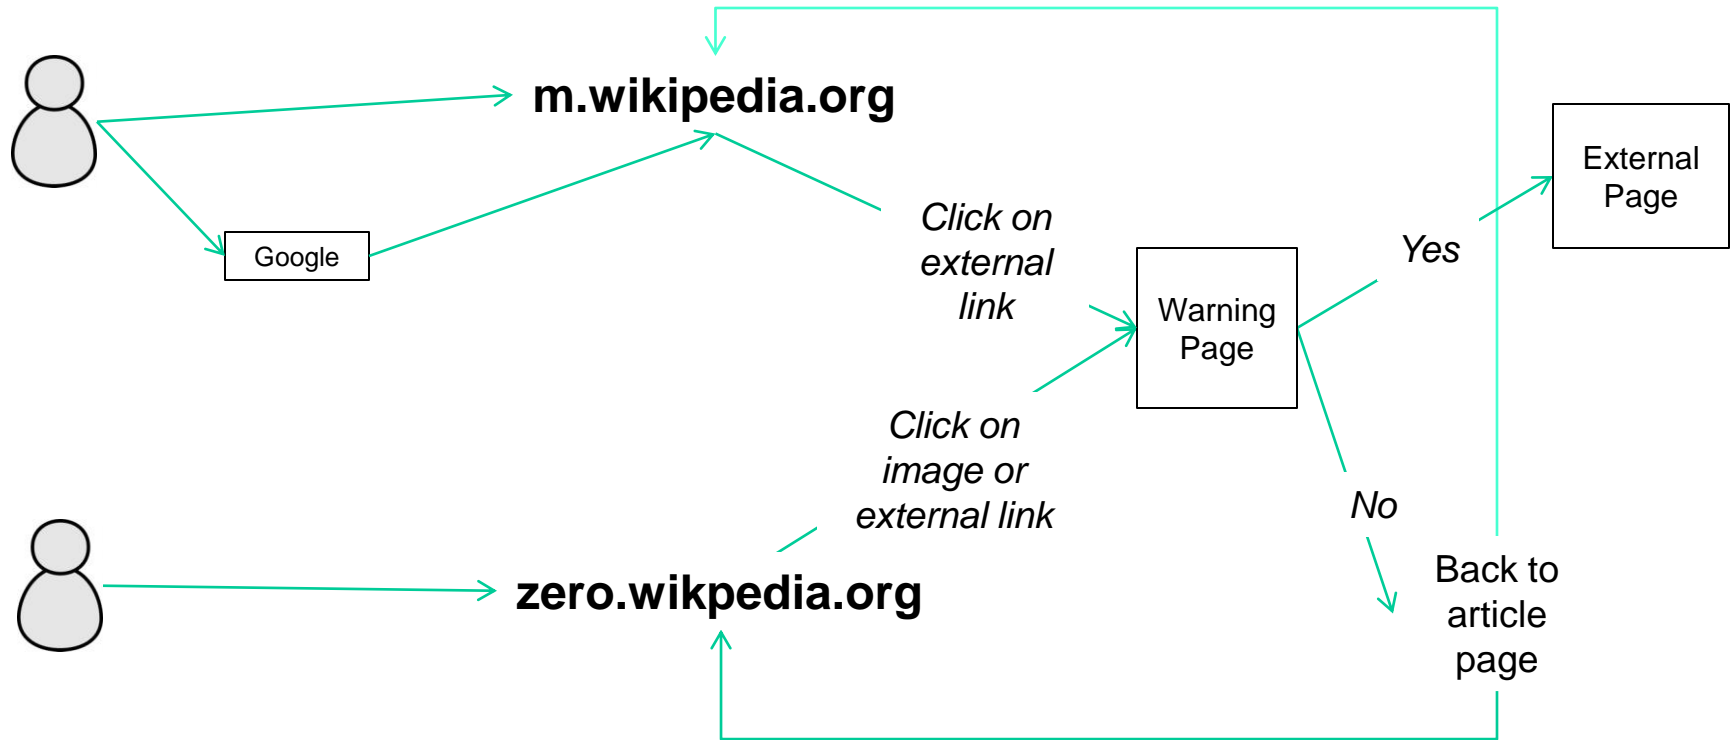 m.wikipedia.org
Google
Click on
external
link
Warning
Page
Yes
External
Page
Click on
image or
external link
No
zero.wikpedia.org
Back to
article
page